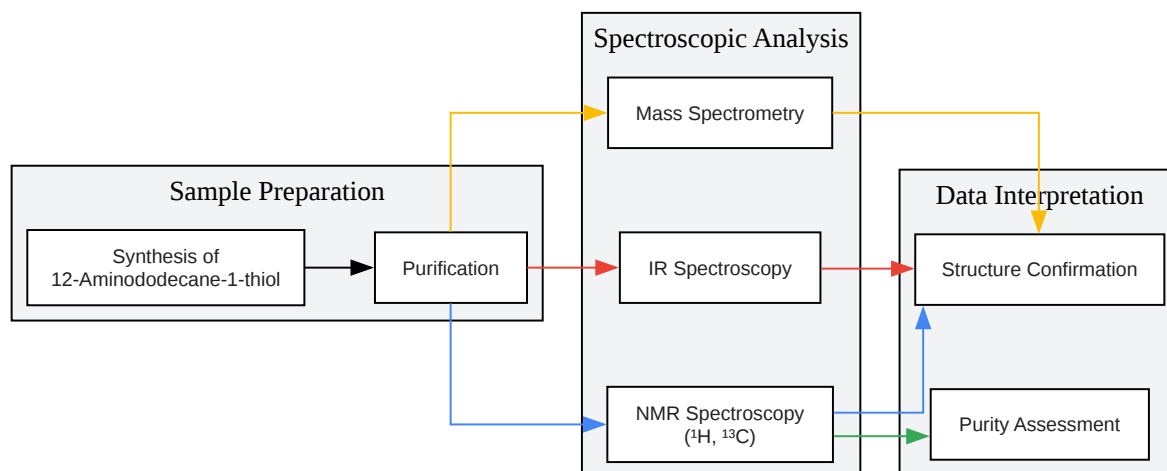 Spectroscopic Analysis
Mass Spectrometry
Sample Preparation
Data Interpretation
Synthesis of
12-Aminododecane-1-thiol
Purification
IR Spectroscopy
Structure Confirmation
NMR Spectroscopy
(¹H, ¹³C)
Purity Assessment